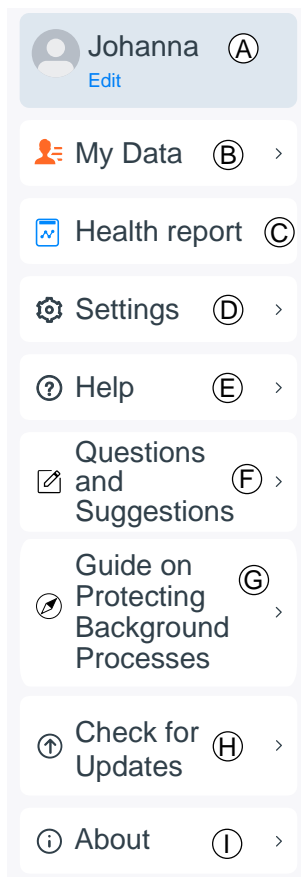 Johanna A
Edit
My Data B
Health report C
Settings D
Help E
Questions
and F
Suggestions
Guide on
Protecting G
Background
Processes
Check for
Updates H
About I